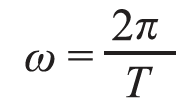 ω = 2π / T